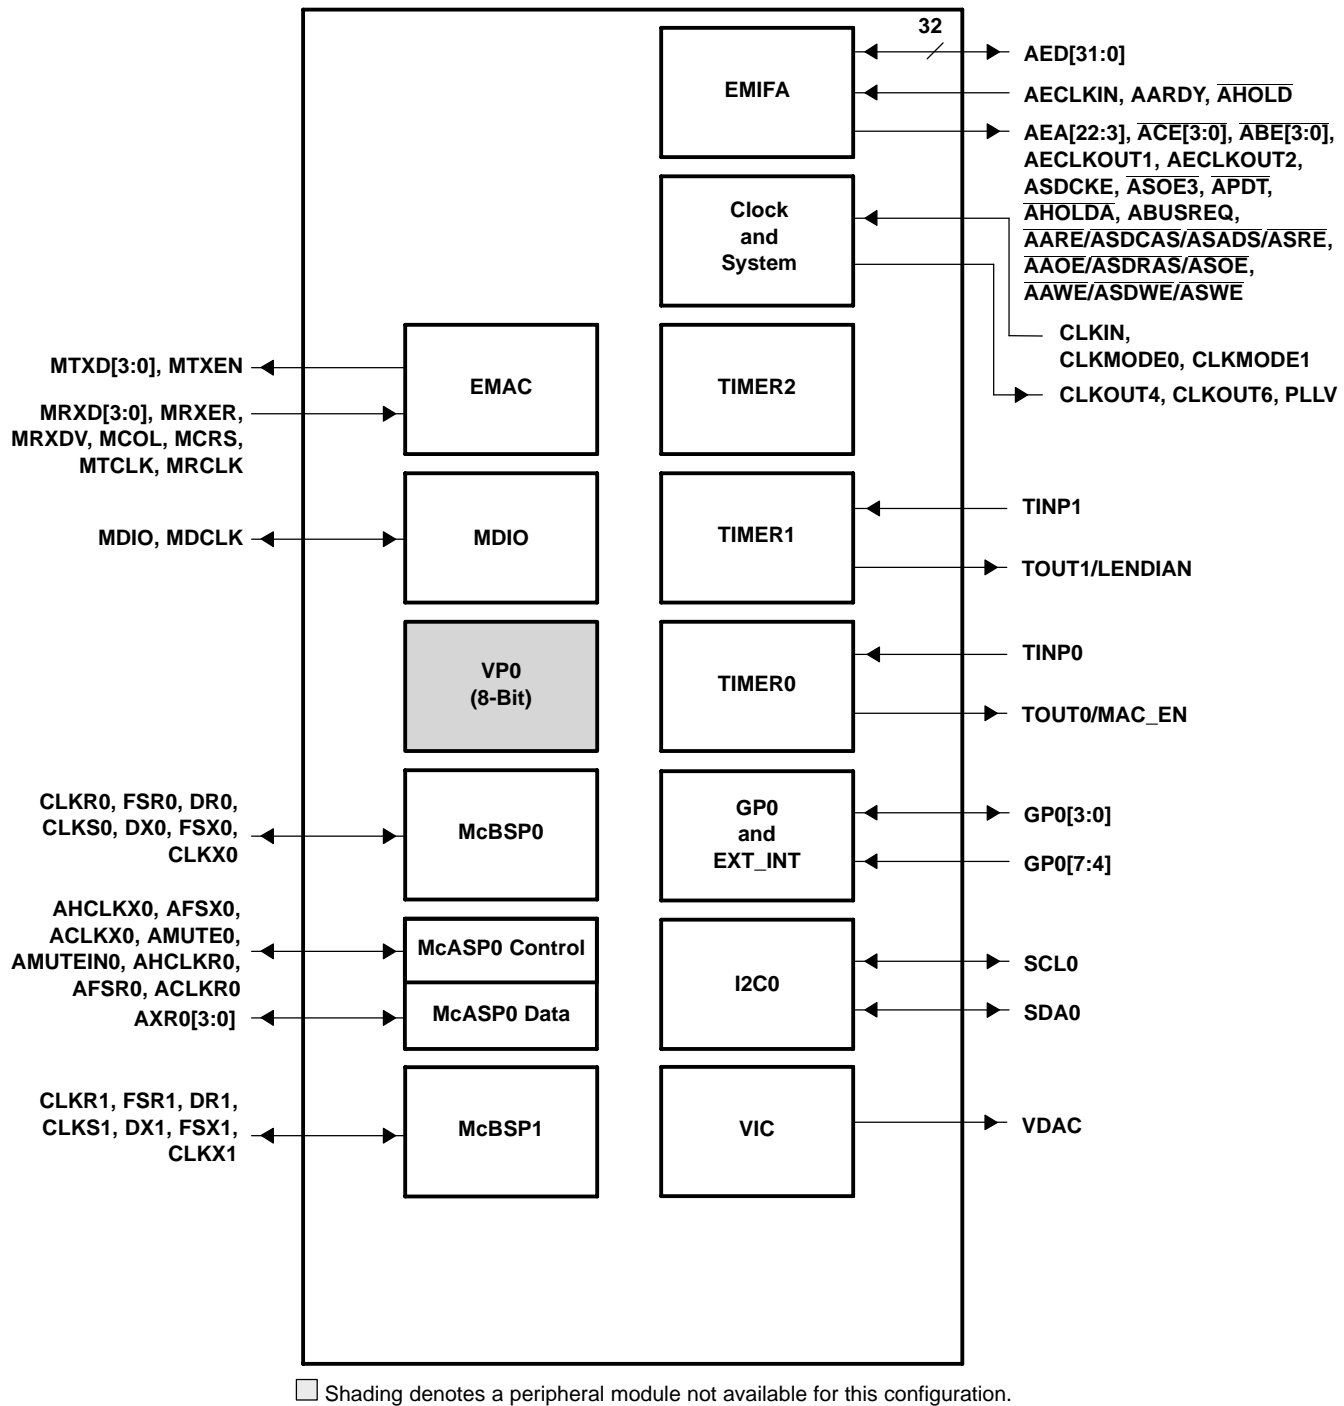 32
EMIFA
AED[31:0]
AECLKIN, AARDY, AHOLD
AEA[22:3], ACE[3:0], ABE[3:0],
AECLKOUT1, AECLKOUT2,
ASDCKE, ASOE3, APDT,
AHOLDA, ABUSREQ,
AARE/ASDCAS/ASADS/ASRE,
AAOE/ASDRAS/ASOE,
AAWE/ASDWE/ASWE
Clock
and
System
CLKIN,
CLKMODE0, CLKMODE1
CLKOUT4, CLKOUT6, PLLV
MTXD[3:0], MTXEN
MRXD[3:0], MRXER,
MRXDV, MCOL, MCRS,
MTCLK, MRCLK
EMAC
TIMER2
MDIO, MDCLK
MDIO
TIMER1
TINP1
TOUT1/LENDIAN
VP0
(8-Bit)
TIMER0
TINP0
TOUT0/MAC_EN
CLKR0, FSR0, DR0,
CLKS0, DX0, FSX0,
CLKX0
McBSP0
GP0
and
EXT_INT
GP0[3:0]
GP0[7:4]
AHCLKX0, AFSX0,
ACLKX0, AMUTE0,
AMUTEIN0, AHCLKR0,
AFSR0, ACLKR0
AXR0[3:0]
McASP0 Control
McASP0 Data
I2C0
SCL0
SDA0
CLKR1, FSR1, DR1,
CLKS1, DX1, FSX1,
CLKX1
McBSP1
VIC
VDAC
Shading denotes a peripheral module not available for this configuration.